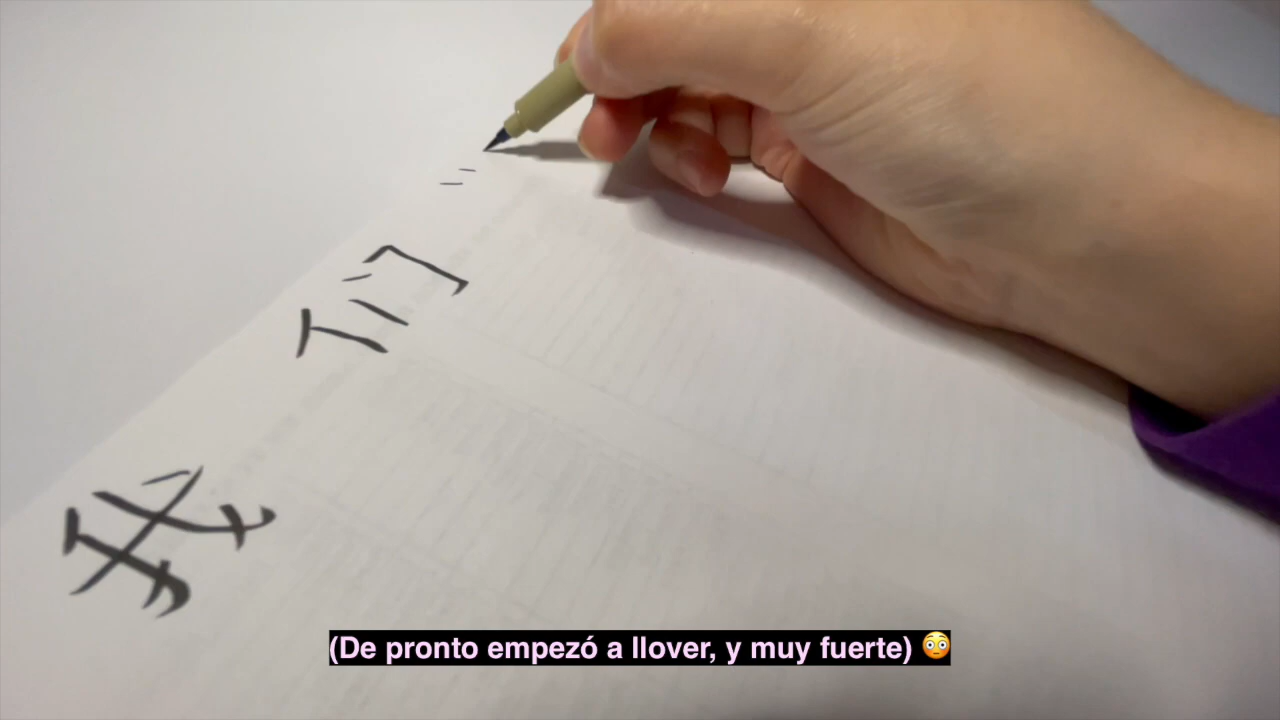 我们
(De pronto empezó a llover, y muy fuerte) 😳